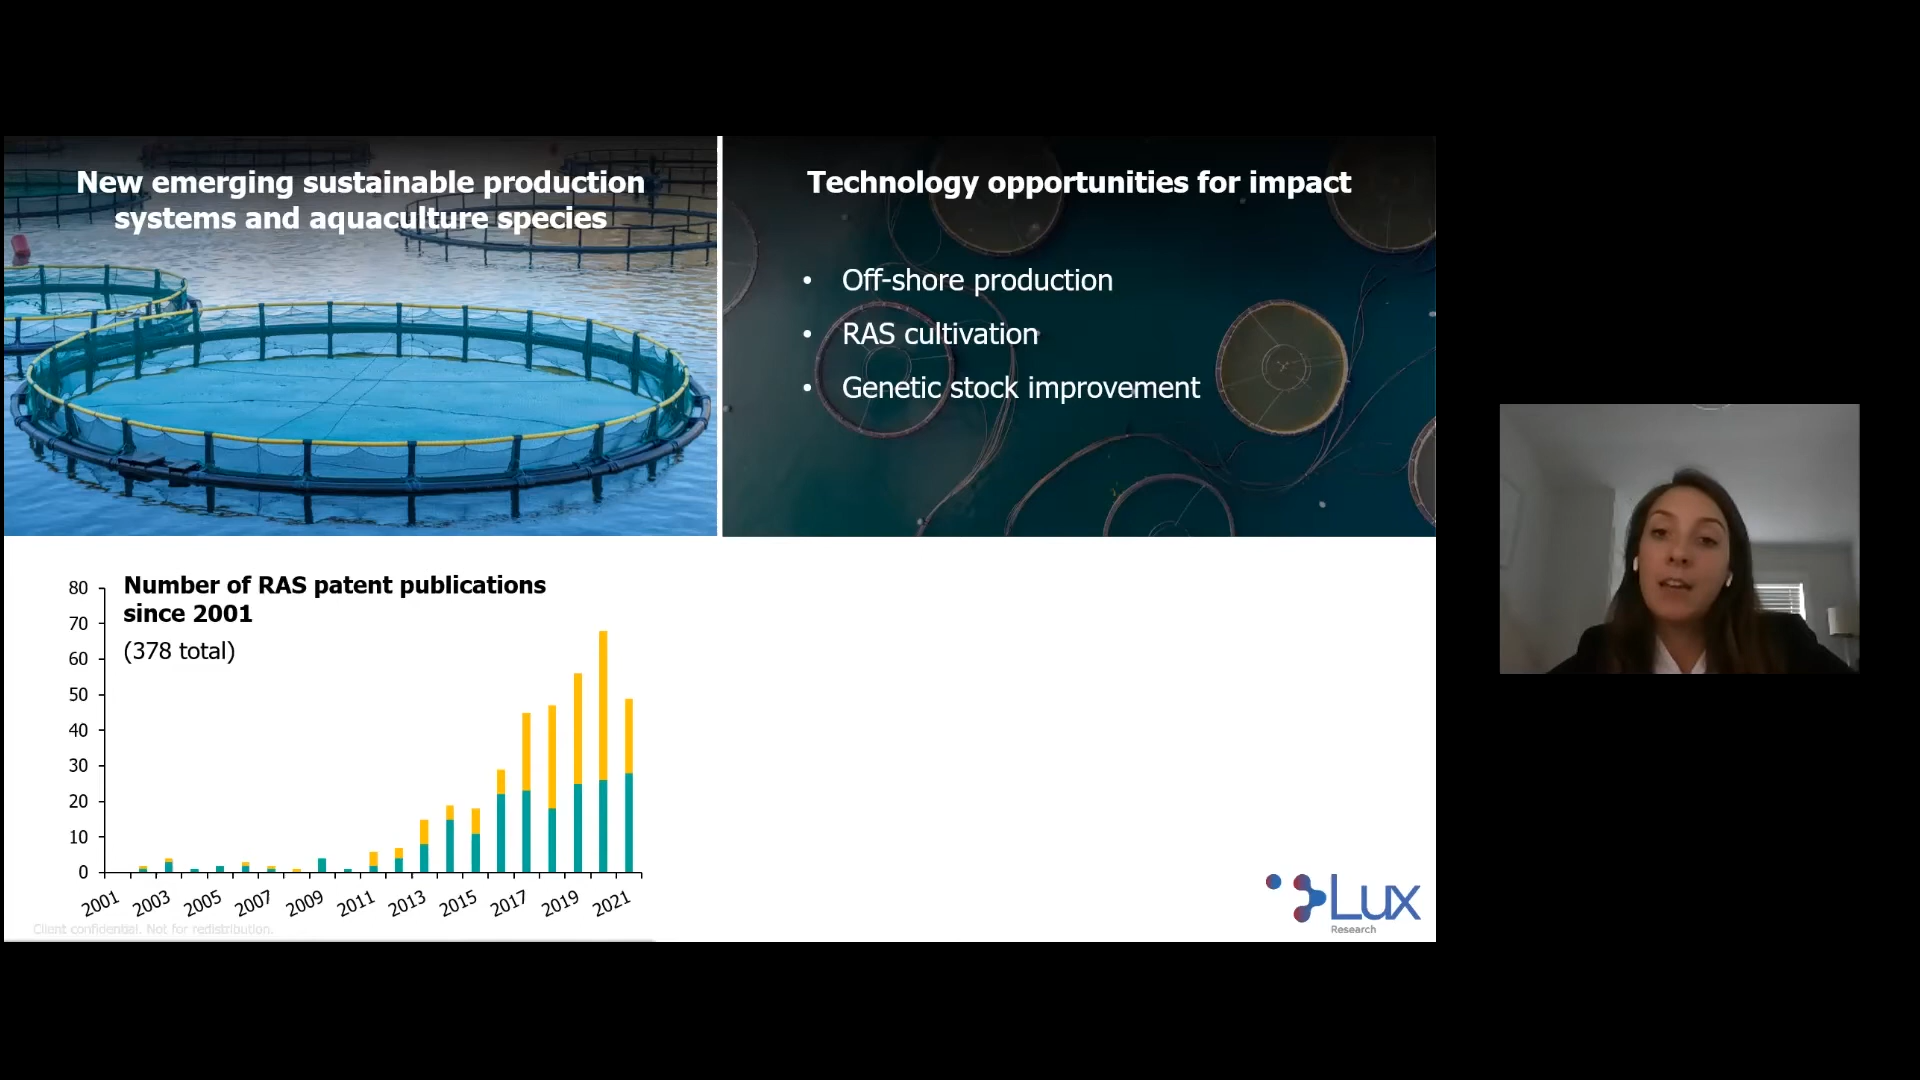 New emerging sustainable production
systems and aquaculture species
Technology opportunities for impact
• Off-shore production
• RAS cultivation
• Genetic stock improvement
Number of RAS patent publications
since 2001
(378 total)
80
70
60
50
40
30
20
10
0
2001 2003 2005 2007 2009 2011 2013 2015 2017 2019 2021
Client confidential. Not for redistribution.
Lux
Research